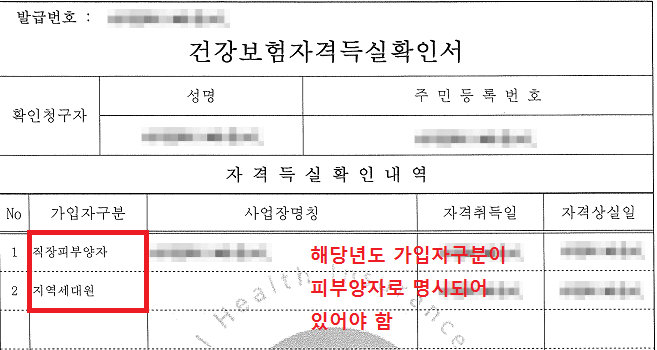 발급번호 :
건강보험자격득실확인서
확인청구자
성명
주 민 등 록 번 호
자 격 득 실 확 인 내 역
No 가입자구분 사업장명칭 자격취득일 자격상실일
1 직장피부양자
2 지역세대원
해당년도 가입자구분이
피부양자로 명시되어
있어야 함
Health Insurance